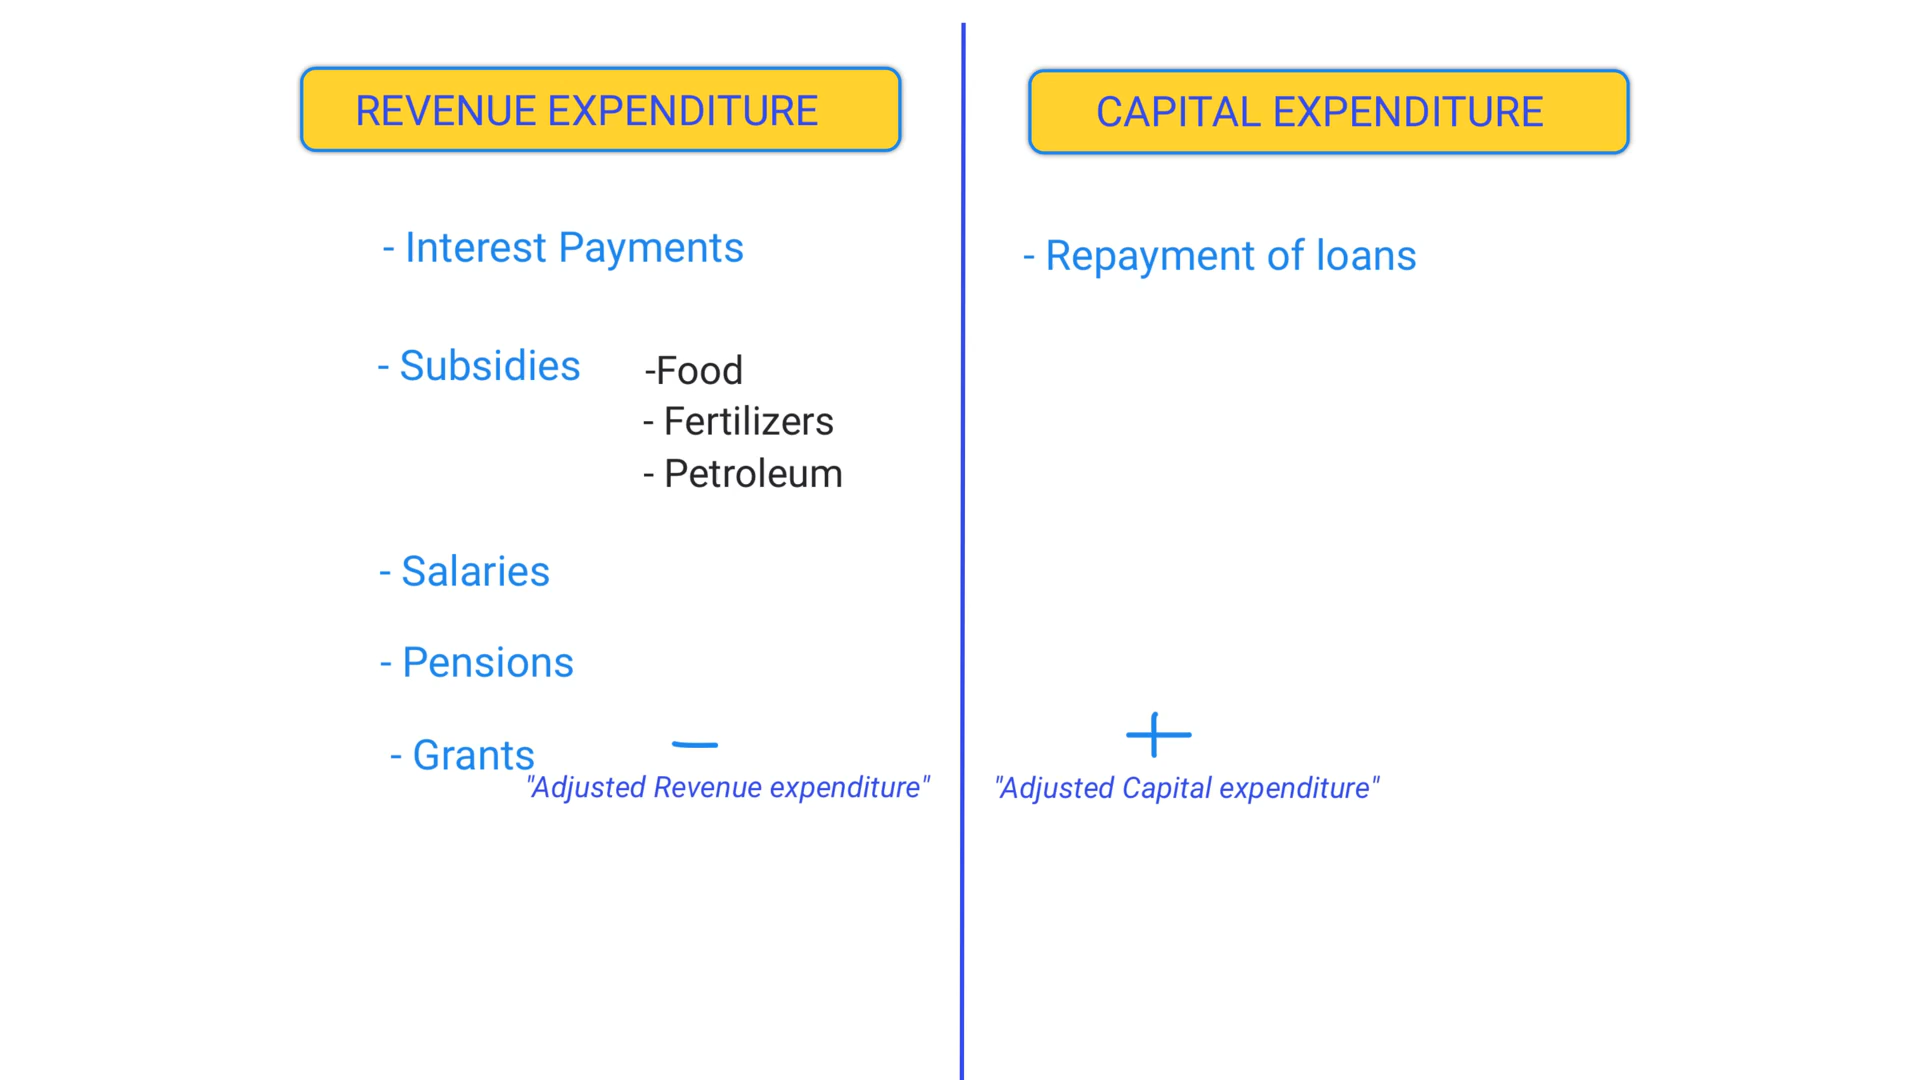 REVENUE EXPENDITURE
- Interest Payments
- Subsidies
-Food
- Fertilizers
- Petroleum
- Salaries
- Pensions
- Grants
-
"Adjusted Revenue expenditure"
CAPITAL EXPENDITURE
- Repayment of loans
+
"Adjusted Capital expenditure"